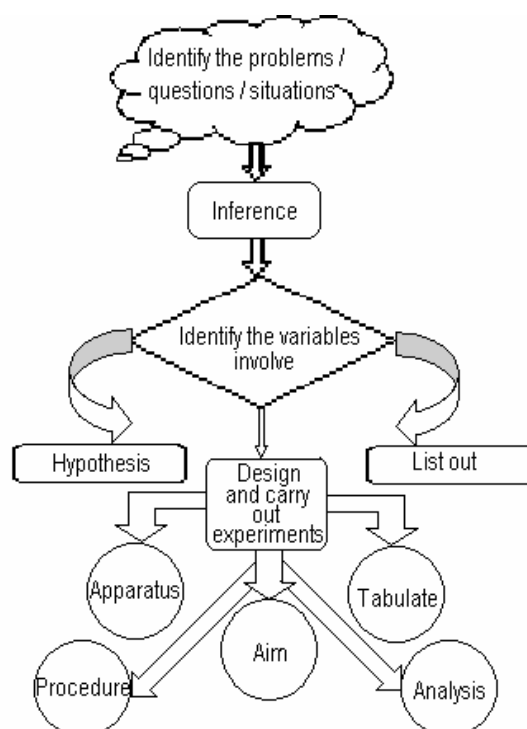 Identify the problems /
questions / situations
Inference
Identify the variables
involve
Hypothesis
List out
Design
and carry
out
experiments
Apparatus
Tabulate
Aim
Procedure
Analysis